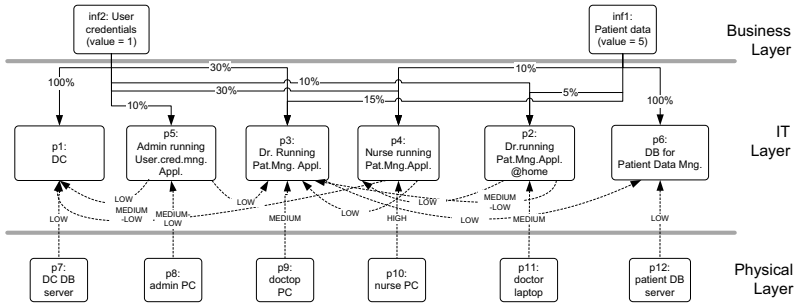 inf2: User
credentials
(value = 1)
inf1:
Patient data
(value = 5)
Business
Layer
30%
10%
100%
10%
30%
5%
10%
15%
100%
p1:
DC
p5:
Admin running
User.cred.mng.
Appl.
p3:
Dr. Running
Pat.Mng. Appl.
p4:
Nurse running
Pat.Mng.Appl.
p2:
Dr.running
Pat.Mng.Appl.
@home
p6:
DB for
Patient Data Mng.
IT
Layer
LOW
LOW
LOW
MEDIUM
-LOW
MEDIUM-
LOW
LOW
MEDIUM
LOW
HIGH
LOW
MEDIUM
-LOW
MEDIUM
LOW
LOW
p7:
DC DB
server
p8:
admin PC
p9:
doctop
PC
p10:
nurse PC
p11:
doctor
laptop
p12:
patient DB
server
Physical
Layer